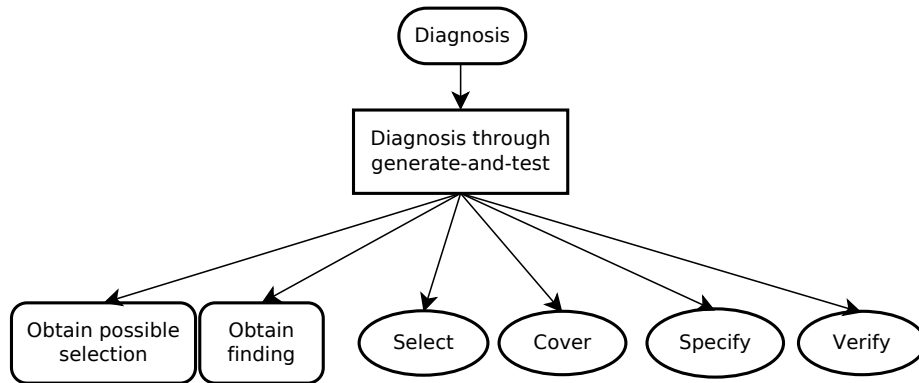 Diagnosis
Diagnosis through
generate-and-test
Obtain possible
selection
Obtain
finding
Select
Cover
Specify
Verify